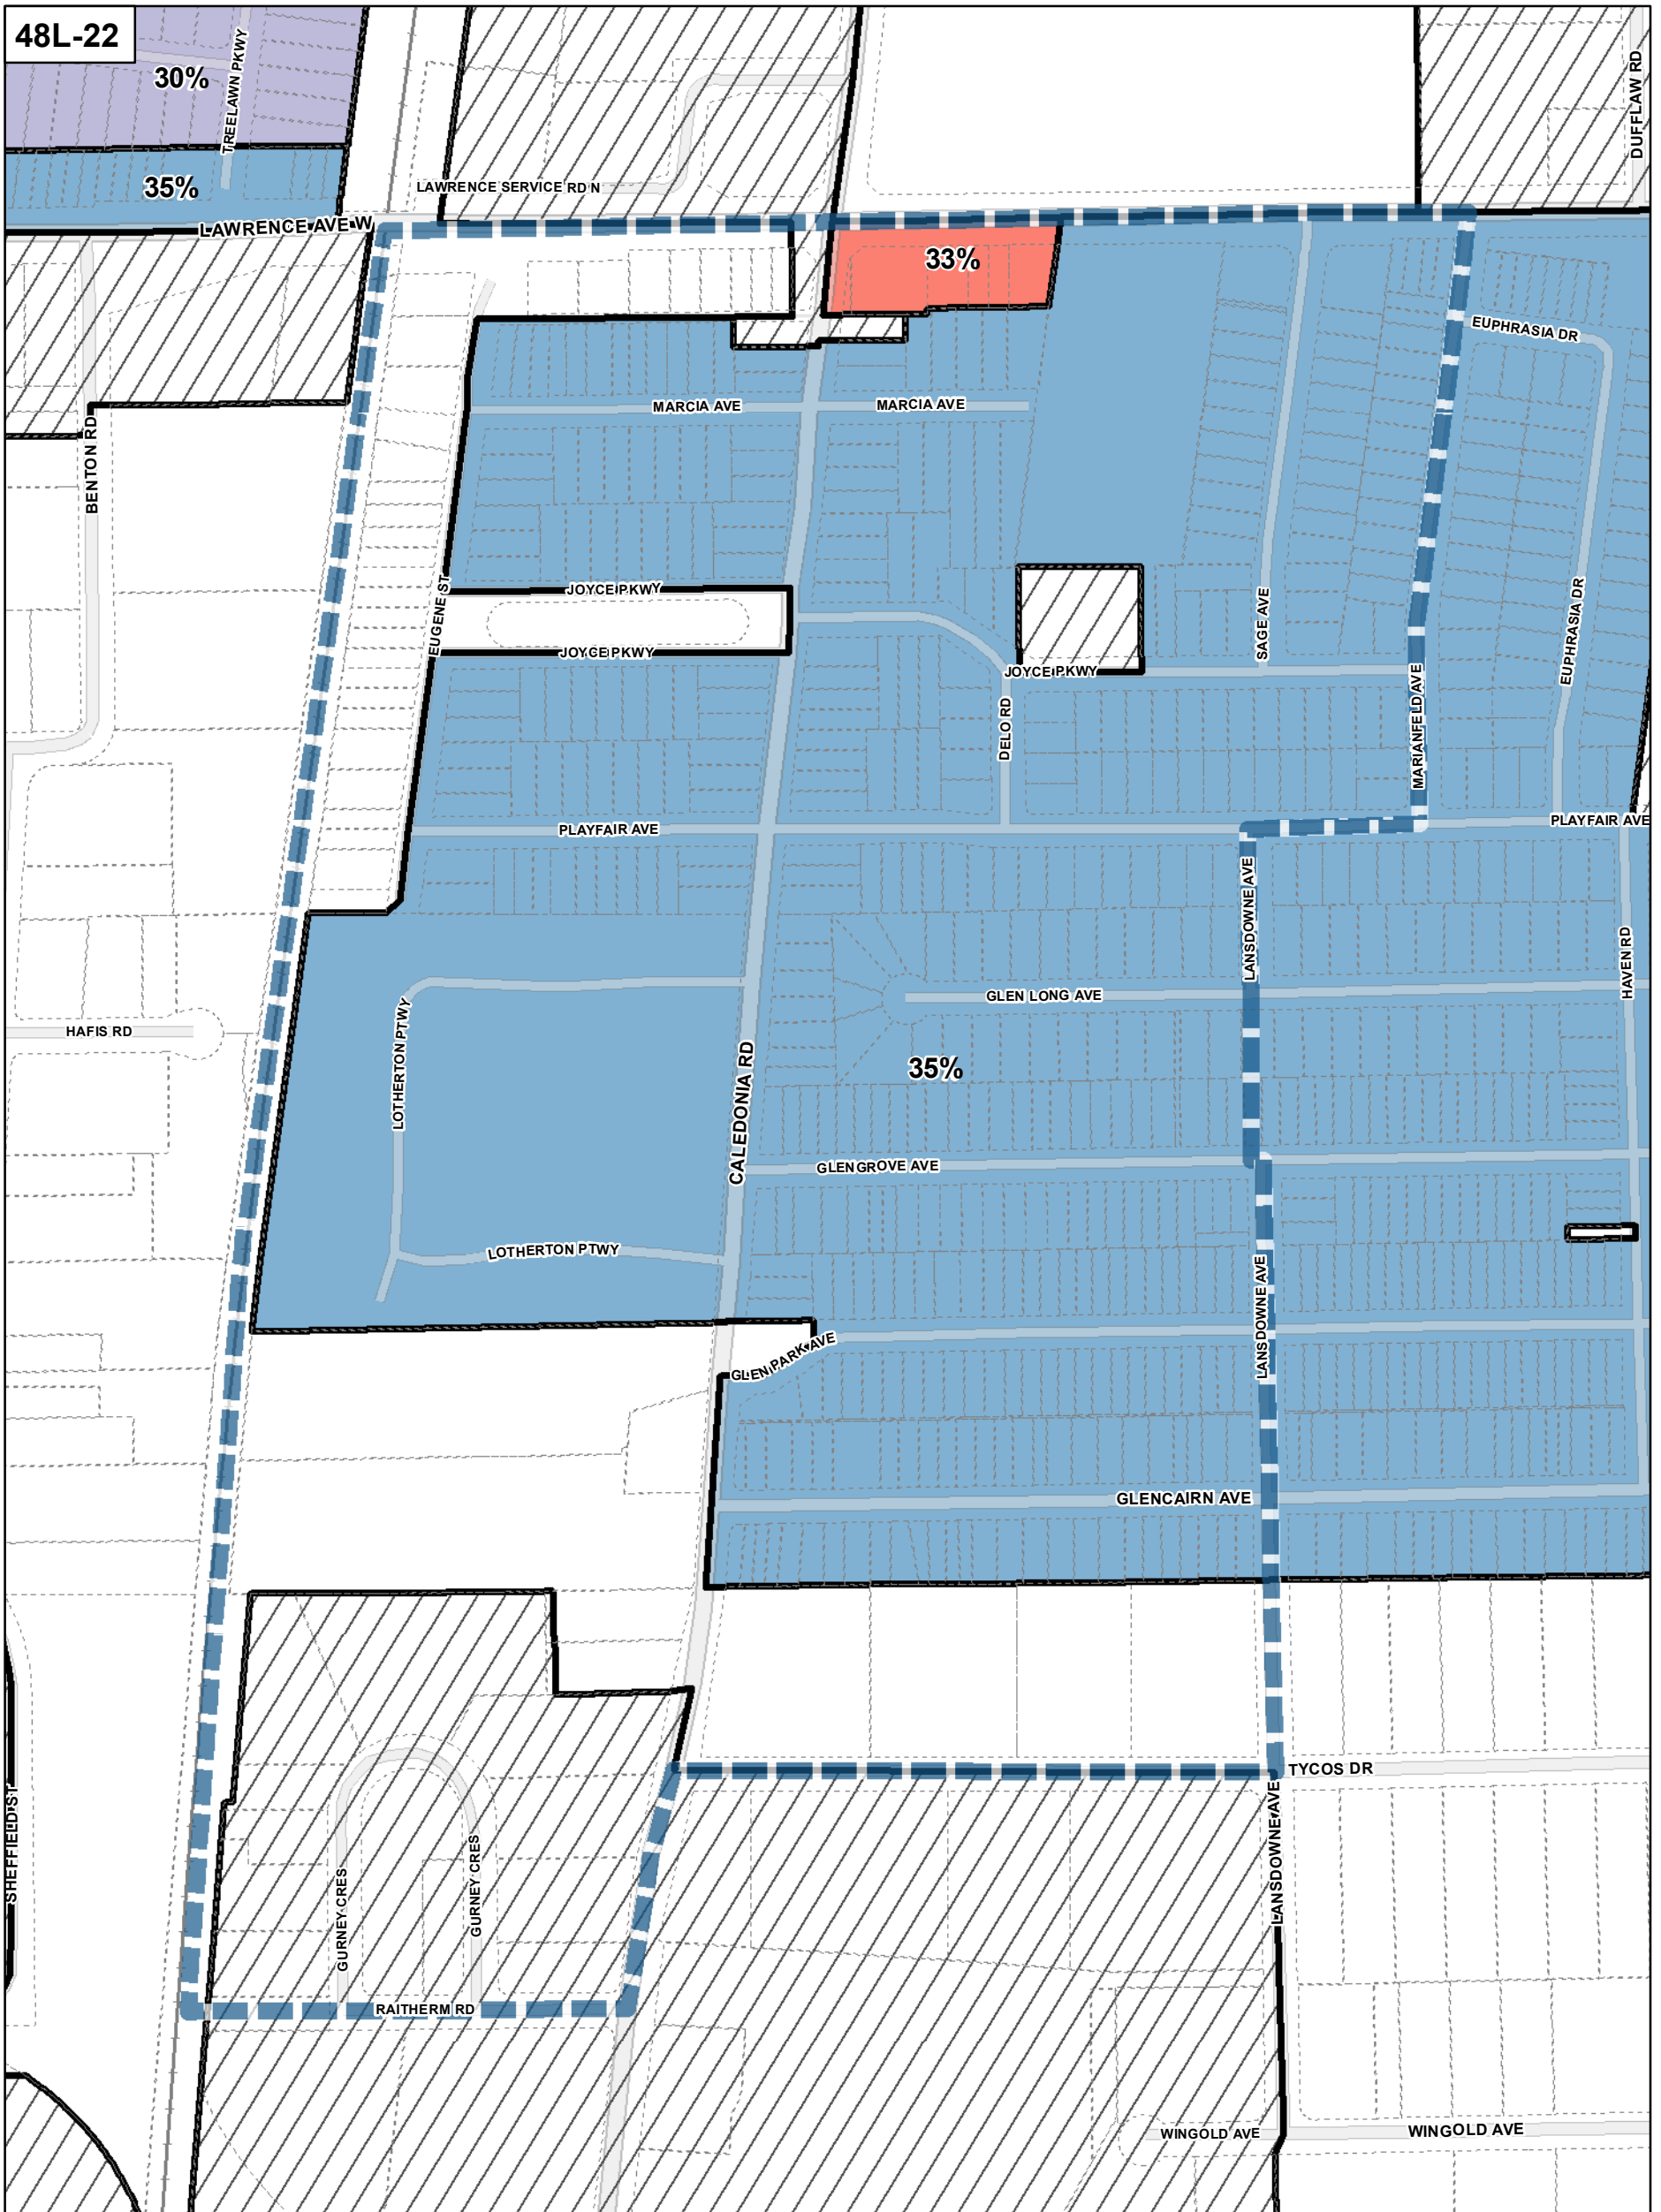 48L-22
30%
TREELAWN PKWY
DUFFLAW RD
35%
LAWRENCE SERVICE RD N
LAWRENCE AVE W
33%
EUPHRASIA DR
MARCIA AVE
MARCIA AVE
BENTON RD
JOYCE PKWY
EUGENE ST
JOYCE PKWY
SAGE AVE
EUPHRASIA DR
JOYCE PKWY
DELO RD
MARIANFELD AVE
PLAYFAIR AVE
PLAYFAIR AVE
LANSDOWNE AVE
HAVEN RD
GLEN LONG AVE
HAFIS RD
LOTHERTON PTWY
35%
CALEDONIA RD
GLENGROVE AVE
LOTHERTON PTWY
LANSDOWNE AVE
GLEN PARK AVE
GLENCAIRN AVE
TYCOS DR
SHEFFIELD ST
LANSDOWNE AVE
GURNEY CRES
GURNEY CRES
RAITHERM RD
WINGOLD AVE
WINGOLD AVE